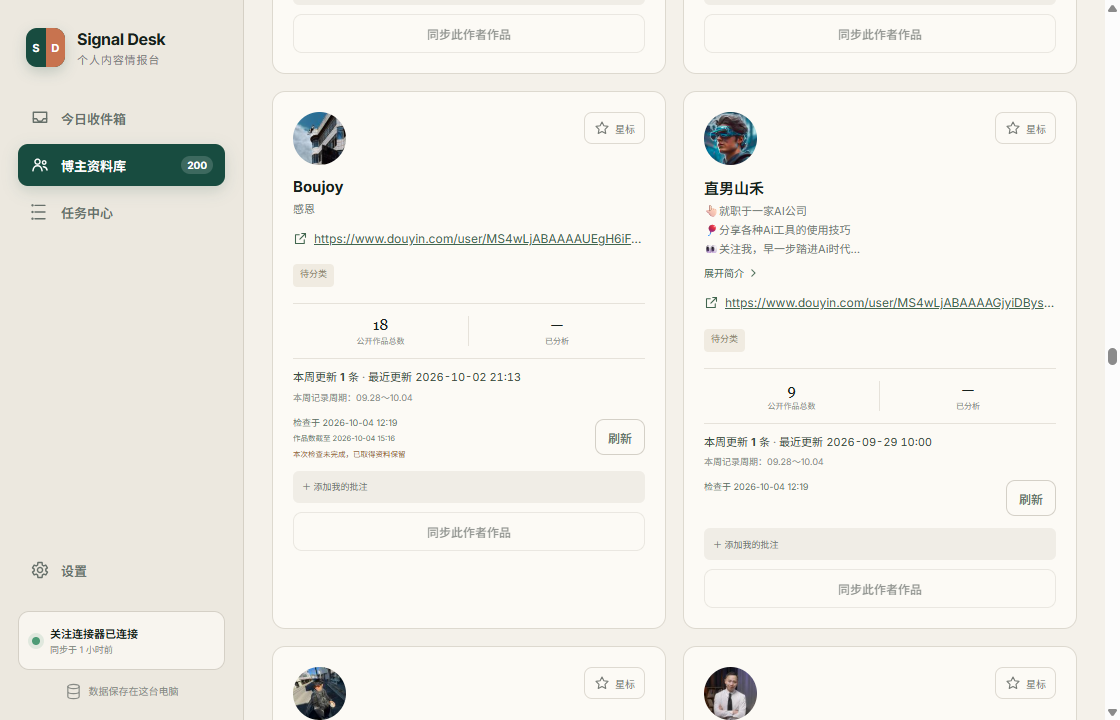 S D
Signal Desk
个人内容情报台
今日收件箱
博主资料库
200
任务中心
设置
关注连接器已连接
同步于 1 小时前
数据保存在这台电脑
同步此作者作品
同步此作者作品
星标
Boujoy
感恩
https://www.douyin.com/user/MS4wLjABAAAAUEgH6iF...
待分类
18
公开作品总数
—
已分析
本周更新 1 条 · 最近更新 2026-10-02 21:13
本周记录周期：09.28～10.04
检查于 2026-10-04 12:19
作品数截至 2026-10-04 15:16
本次检查未完成，已取得资料保留
刷新
+ 添加我的批注
同步此作者作品
星标
直男山禾
👆🏻就职于一家AI公司
🎈分享各种Ai工具的使用技巧
关注我，早一步踏进Ai时代...
展开简介
https://www.douyin.com/user/MS4wLjABAAAAGjyiDBys...
待分类
9
公开作品总数
—
已分析
本周更新 1 条 · 最近更新 2026-09-29 10:00
本周记录周期：09.28～10.04
检查于 2026-10-04 12:19
刷新
+ 添加我的批注
同步此作者作品
星标
星标